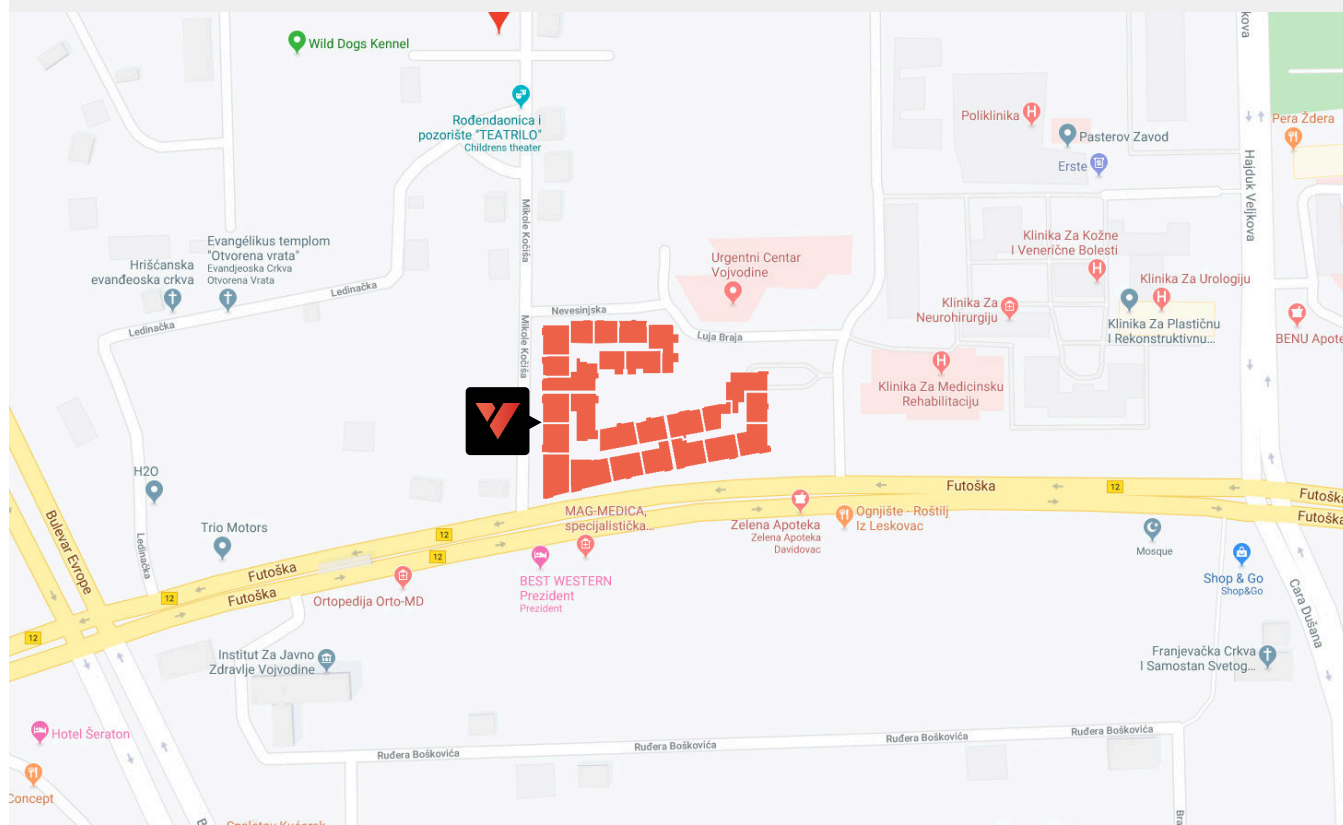 Wild Dogs Kennel
Rođendaonica i
pozorište "TEATRILO"
Childrens theater
Poliklinika
Pasterov Zavod
Erste
Pera Ždera
Hajduk Veljkova
Mikole Kočiša
Evangélikus templom
"Otvorena vrata"
Evandjeoska Crkva
Otvorena Vrata
Hrišćanska
evanđeoska crkva
Ledinačka
Ledinačka
Urgentni Centar
Vojvodine
Klinika Za Kožne
I Venerične Bolesti
Klinika Za Urologiju
Klinika Za
Neurohirurgiju
Klinika Za Plastičnu
I Rekonstruktivnu...
BENU Apote
Nevesinjska
Luja Braja
Mikole Kočiša
Klinika Za Medicinsku
Rehabilitaciju
H2O
Trio Motors
Bulevar Evrope
Ledinačka
Futoška
12
Futoška
Futoška
MAG-MEDICA,
specijalistička...
Zelena Apoteka
Zelena Apoteka
Davidovac
Ognjište - Roštilj
Iz Leskovac
Mosque
12
12
Futoška
Futoška
12
12
BEST WESTERN
Prezident
Prezident
Ortopedija Orto-MD
Shop & Go
Shop&Go
Cara Dušana
Institut Za Javno
Zdravlje Vojvodine
Franjevačka Crkva
I Samostan Svetog...
Hotel Šeraton
Ruđera Boškovića
Ruđera Boškovića
Ruđera Boškovića
Ruđera Boškovića
Concept